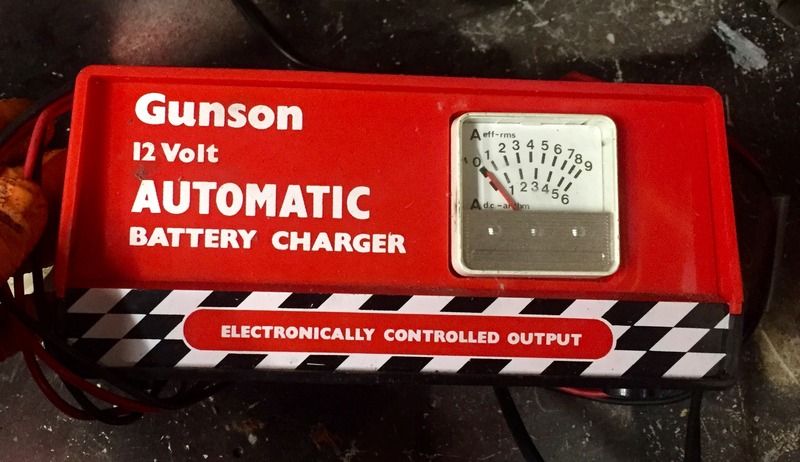 Gunson
12 Volt
AUTOMATIC
BATTERY CHARGER
A eff-rms
0 1 2 3 4 5 6 7 8 9
1 2 3 4 5 6
A d.c-arithm
ELECTRONICALLY CONTROLLED OUTPUT